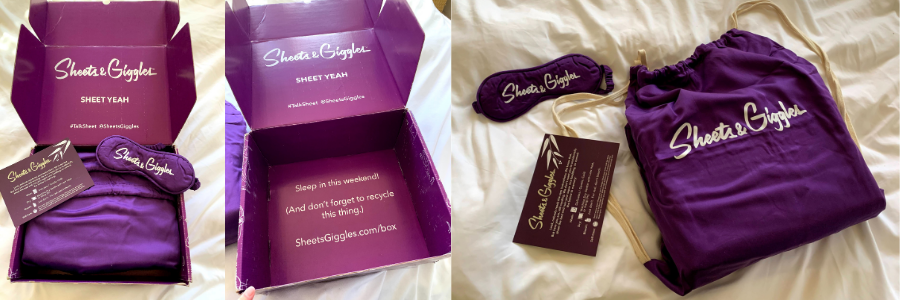 Sheets & Giggles
SHEET YEAH
#TalkSheet @SheetsGiggles
Sheets & Giggles
Sheets & Giggles
Sheets & Giggles
SHEET YEAH
#TalkSheet @SheetsGiggles
Sleep in this weekend!
(And don't forget to recycle
this thing.)
SheetsGiggles.com/box
Sheets & Giggles
Sheets & Giggles
Sheets & Giggles